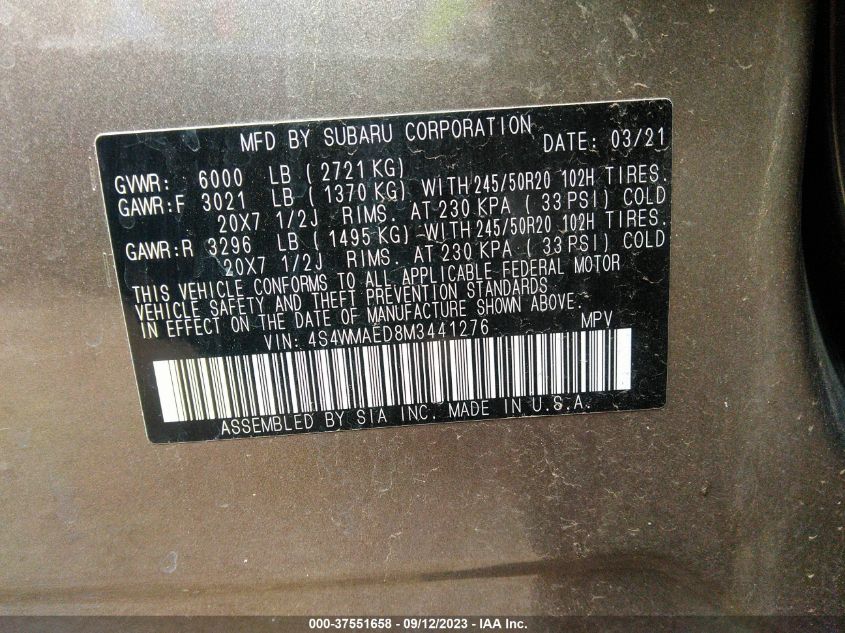 MFD BY SUBARU CORPORATION DATE: 03/21
GVWR: 6000 LB ( 2721 KG)
GAWR:F 3021 LB ( 1370 KG) WITH 245/50R20 102H TIRES.
20X7 1/2J RIMS. AT 230 KPA ( 33 PSI) COLD
GAWR:R 3296 LB ( 1495 KG) WITH 245/50R20 102H TIRES.
20X7 1/2J RIMS. AT 230 KPA ( 33 PSI) COLD
THIS VEHICLE CONFORMS TO ALL APPLICABLE FEDERAL MOTOR
VEHICLE SAFETY AND THEFT PREVENTION STANDARDS
IN EFFECT ON THE DATE OF MANUFACTURE SHOWN ABOVE.
VIN: 4S4WMAED8M3441276 MPV
ASSEMBLED BY SIA INC. MADE IN U.S.A.
000-37551658 - 09/12/2023 - IAA Inc.